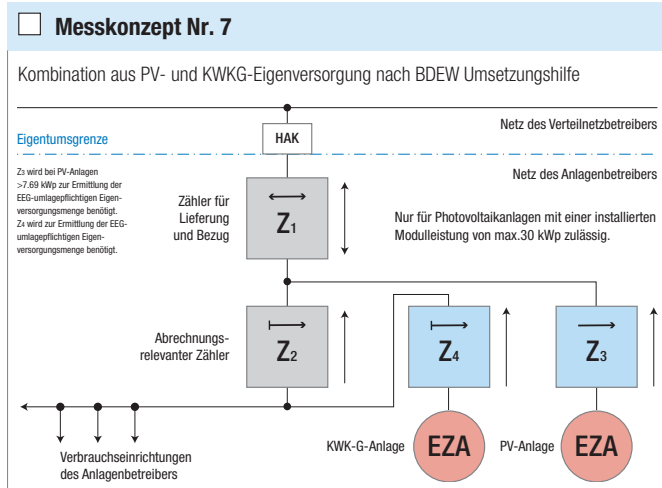 Messkonzept Nr. 7
Kombination aus PV- und KWKG-Eigenversorgung nach BDEW Umsetzungshilfe
Netz des Verteilnetzbetreibers
Eigentumsgrenze
HAK
Netz des Anlagenbetreibers
Z3 wird bei PV-Anlagen
>7.69 kWp zur Ermittlung der
EEG-umlagepflichtigen Eigen-
versorgungsmenge benötigt.
Z4 wird zur Ermittlung der EEG-
umlagepflichtigen Eigen-
versorgungsmenge benötigt.
Zähler für
Lieferung
und Bezug
Z1
Nur für Photovoltaikanlagen mit einer installierten
Modulleistung von max.30 kWp zulässig.
Abrechnungs-
relevanter Zähler
Z2
Z4
Z3
Verbrauchseinrichtungen
des Anlagenbetreibers
KWK-G-Anlage
EZA
PV-Anlage
EZA